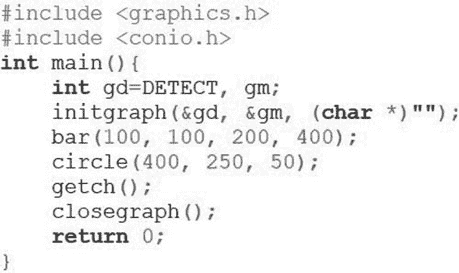 #include <graphics.h>
#include <conio.h>
int main(){
    int gd=DETECT, gm;
    initgraph(&gd, &gm, (char *)"");
    bar(100, 100, 200, 400);
    circle(400, 250, 50);
    getch();
    closegraph();
    return 0;
}